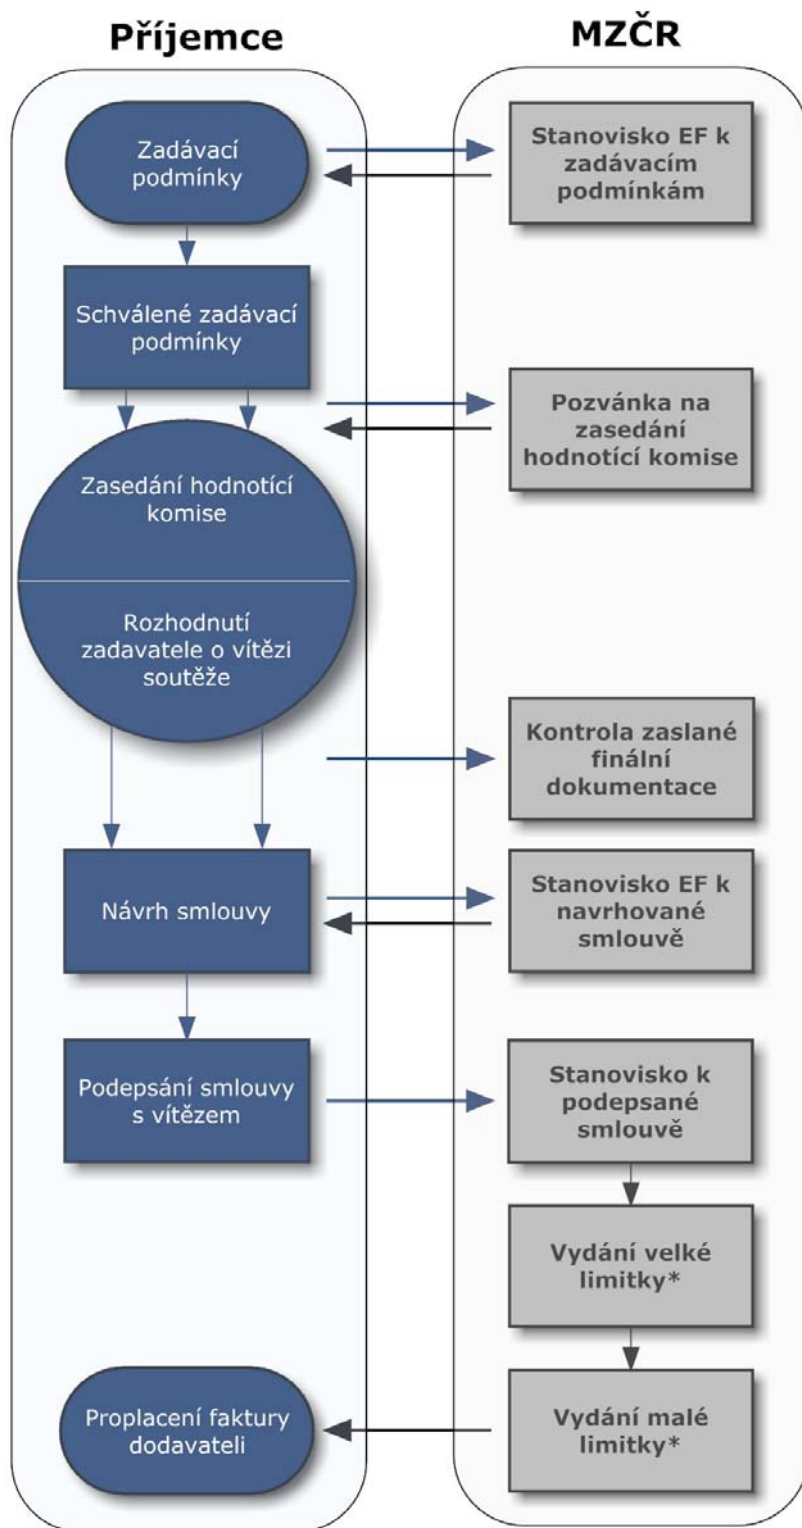 Příjemce
MZČR
Zadávací
podmínky
Stanovisko EF k
zadávacím
podmínkám
Schválené zadávací
podmínky
Pozvánka na
zasedání
hodnotící komise
Zasedání hodnotící
komise
Rozhodnutí
zadavatele o vítězi
soutěže
Kontrola zaslané
finální
dokumentace
Návrh smlouvy
Stanovisko EF k
navrhované
smlouvě
Podepsání smlouvy
s vítězem
Stanovisko k
podepsané
smlouvě
Vydání velké
limitky*
Proplacení faktury
dodavateli
Vydání malé
limitky*